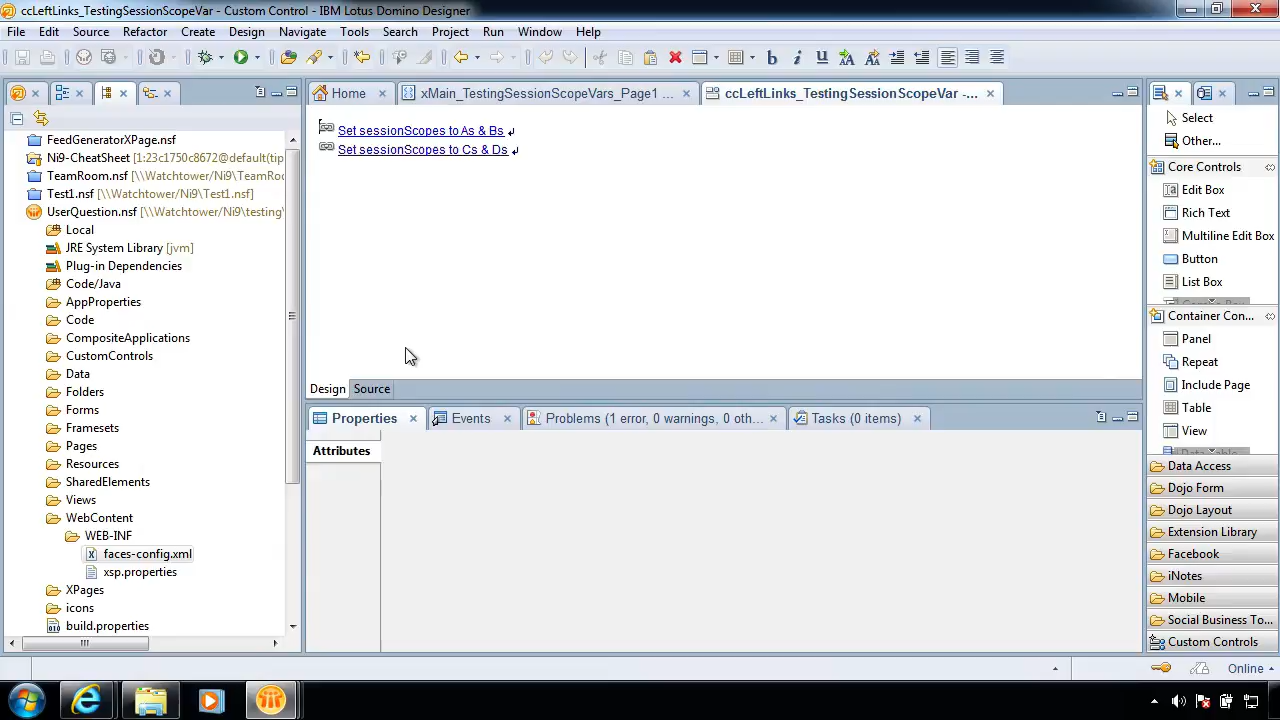 ccLeftLinks_TestingSessionScopeVar - Custom Control - IBM Lotus Domino Designer
File Edit Source Refactor Create Design Navigate Tools Search Project Run Window Help
b i u
Home xMain_TestingSessionScopeVars_Page1 ... ccLeftLinks_TestingSessionScopeVar -...
FeedGeneratorXPage.nsf
Ni9-CheatSheet [1:23c1750c8672@default(tip
TeamRoom.nsf [\\Watchtower/Ni9\TeamRoo
Test1.nsf [\\Watchtower/Ni9\Test1.nsf]
UserQuestion.nsf [\\Watchtower/Ni9\testing\
Local
JRE System Library [jvm]
Plug-in Dependencies
Code/Java
AppProperties
Code
CompositeApplications
CustomControls
Data
Folders
Forms
Framesets
Pages
Resources
SharedElements
Views
WebContent
WEB-INF
faces-config.xml
xsp.properties
XPages
icons
build.properties
Set sessionScopes to As & Bs
Set sessionScopes to Cs & Ds
Design Source
Properties Events Problems (1 error, 0 warnings, 0 oth... Tasks (0 items)
Attributes
Select
Other...
Core Controls
Edit Box
Rich Text
Multiline Edit Box
Button
List Box
Container Con...
Panel
Repeat
Include Page
Table
View
Data Access
Dojo Form
Dojo Layout
Extension Library
Facebook
iNotes
Mobile
Social Business To...
Custom Controls
Online